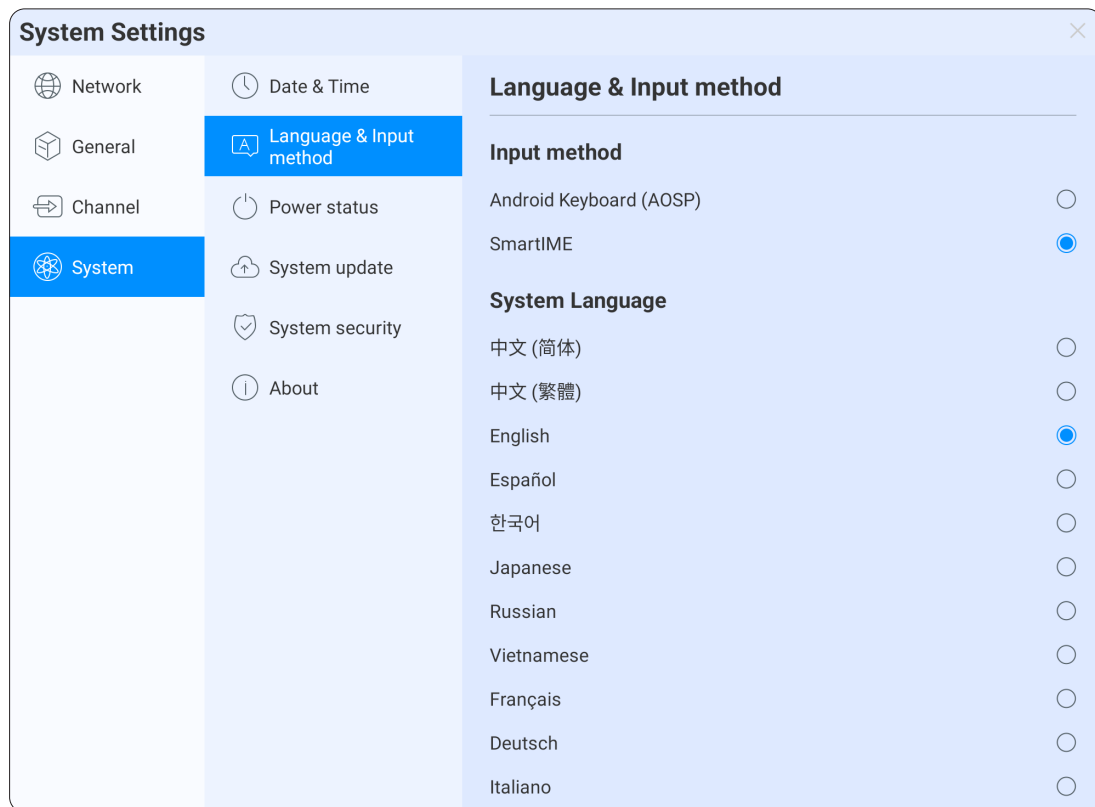 System Settings
Network
General
Channel
System
Date & Time
Language & Input
method
Power status
System update
System security
About
Language & Input method
Input method
Android Keyboard (AOSP)
SmartIME
System Language
中文 (简体)
中文 (繁體)
English
Español
한국어
Japanese
Russian
Vietnamese
Français
Deutsch
Italiano